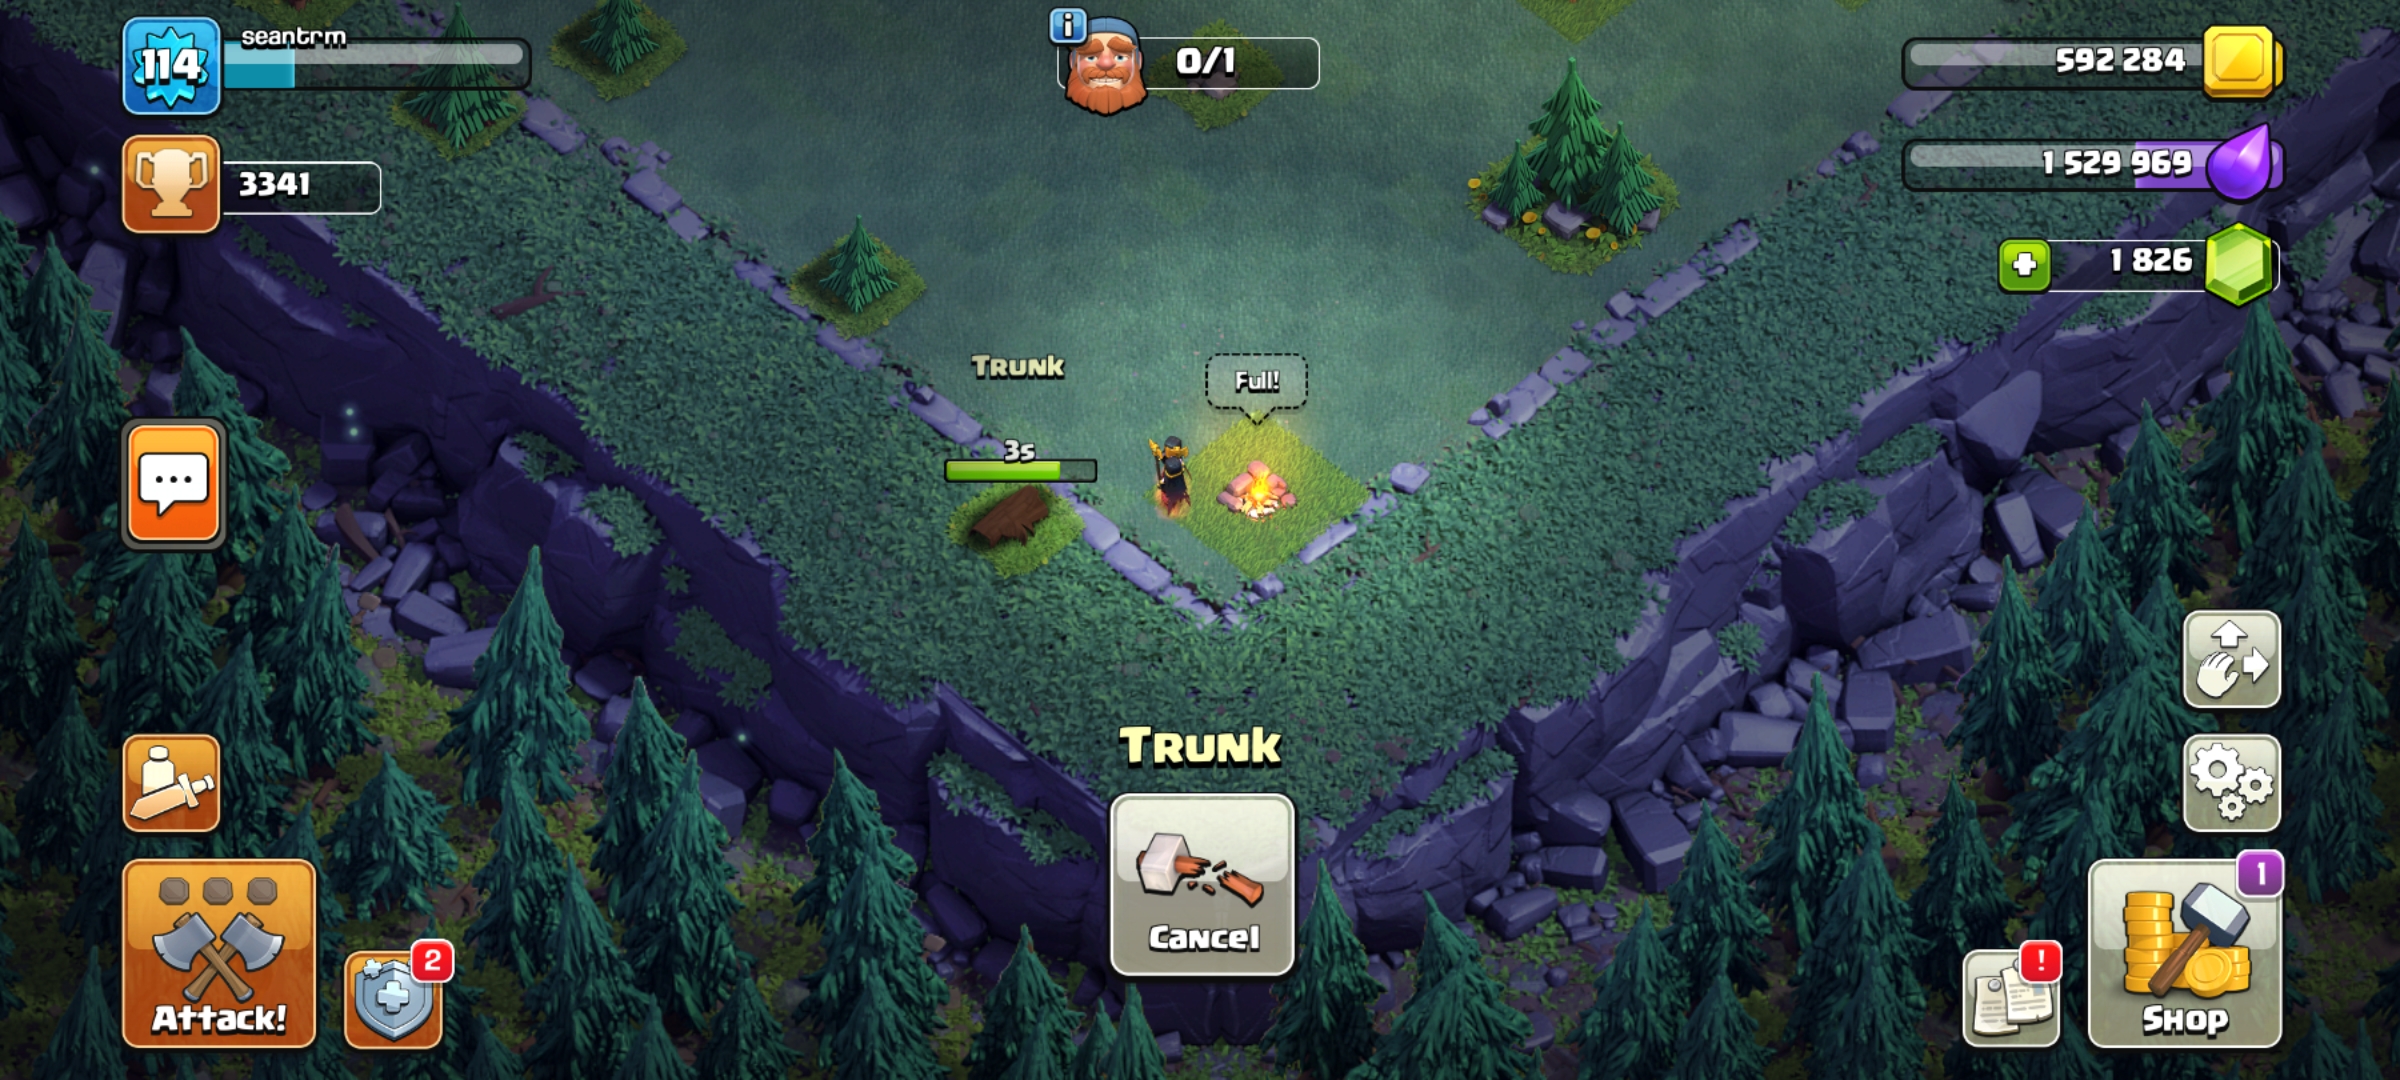 114
seantrm
i
0/1
592 284
3341
1 529 969
1 826
Trunk
Full!
3s
Trunk
Cancel
Attack!
2
!
1
Shop